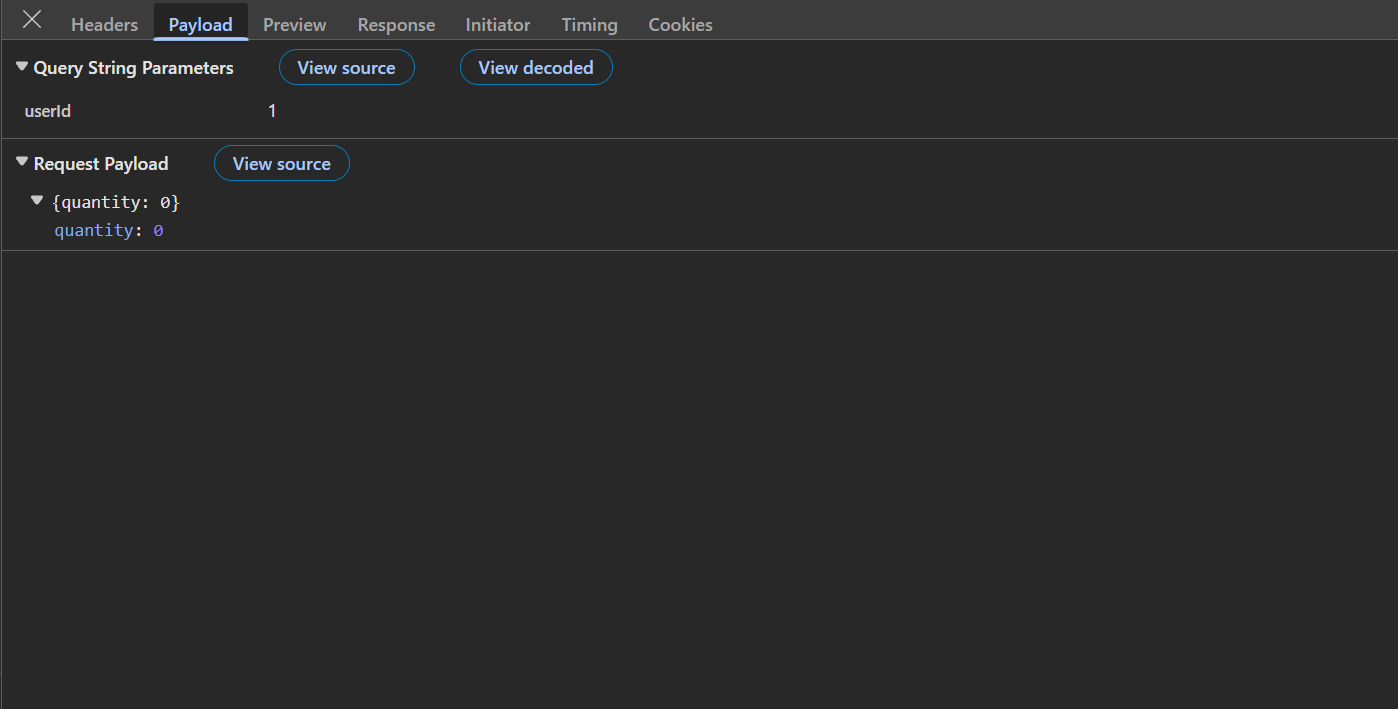 Headers Payload Preview Response Initiator Timing Cookies
Query String Parameters View source View decoded
userId 1
Request Payload View source
{quantity: 0}
quantity: 0